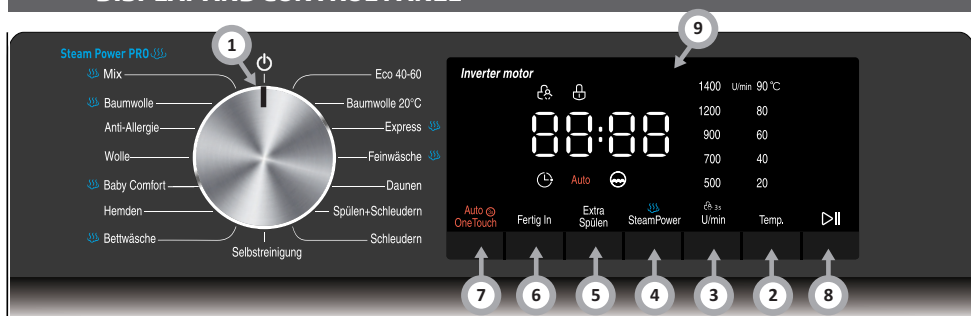 Steam Power PRO
Mix
Baumwolle
Anti-Allergie
Wolle
Baby Comfort
Hemden
Bettwäsche
Selbstreinigung
1
Eco 40-60
Baumwolle 20°C
Express
Feinwäsche
Daunen
Spülen+Schleudern
Schleudern
9
Inverter motor
88:88
Auto
1400 U/min 90 °C
1200 80
900 60
700 40
500 20
Auto
OneTouch
Fertig In
Extra
Spülen
SteamPower
3s
U/min
Temp.
7 6 5 4 3 2 8